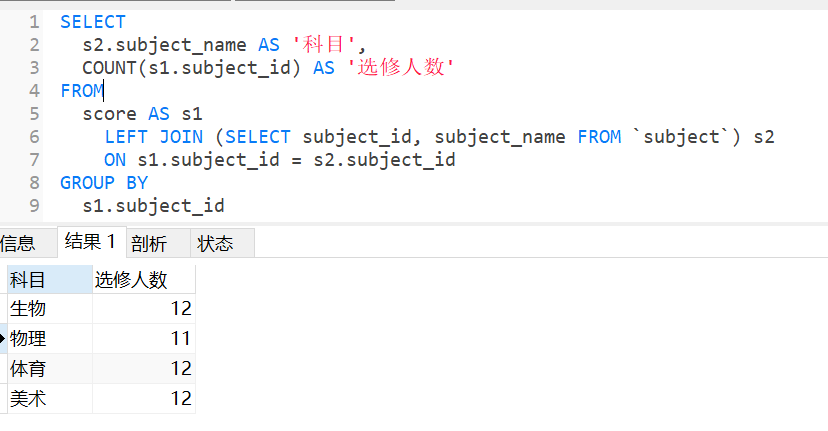 1 SELECT
2 s2.subject_name AS '科目',
3 COUNT(s1.subject_id) AS '选修人数'
4 FROM
5 score AS s1
6 LEFT JOIN (SELECT subject_id, subject_name FROM `subject`) s2
7 ON s1.subject_id = s2.subject_id
8 GROUP BY
9 s1.subject_id
信息 结果 1 剖析 状态
科目 选修人数
生物 12
物理 11
体育 12
美术 12